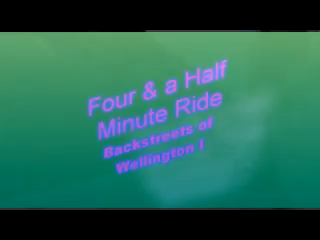 Four & a Half
Minute Ride
Backstreets of
Wellington I